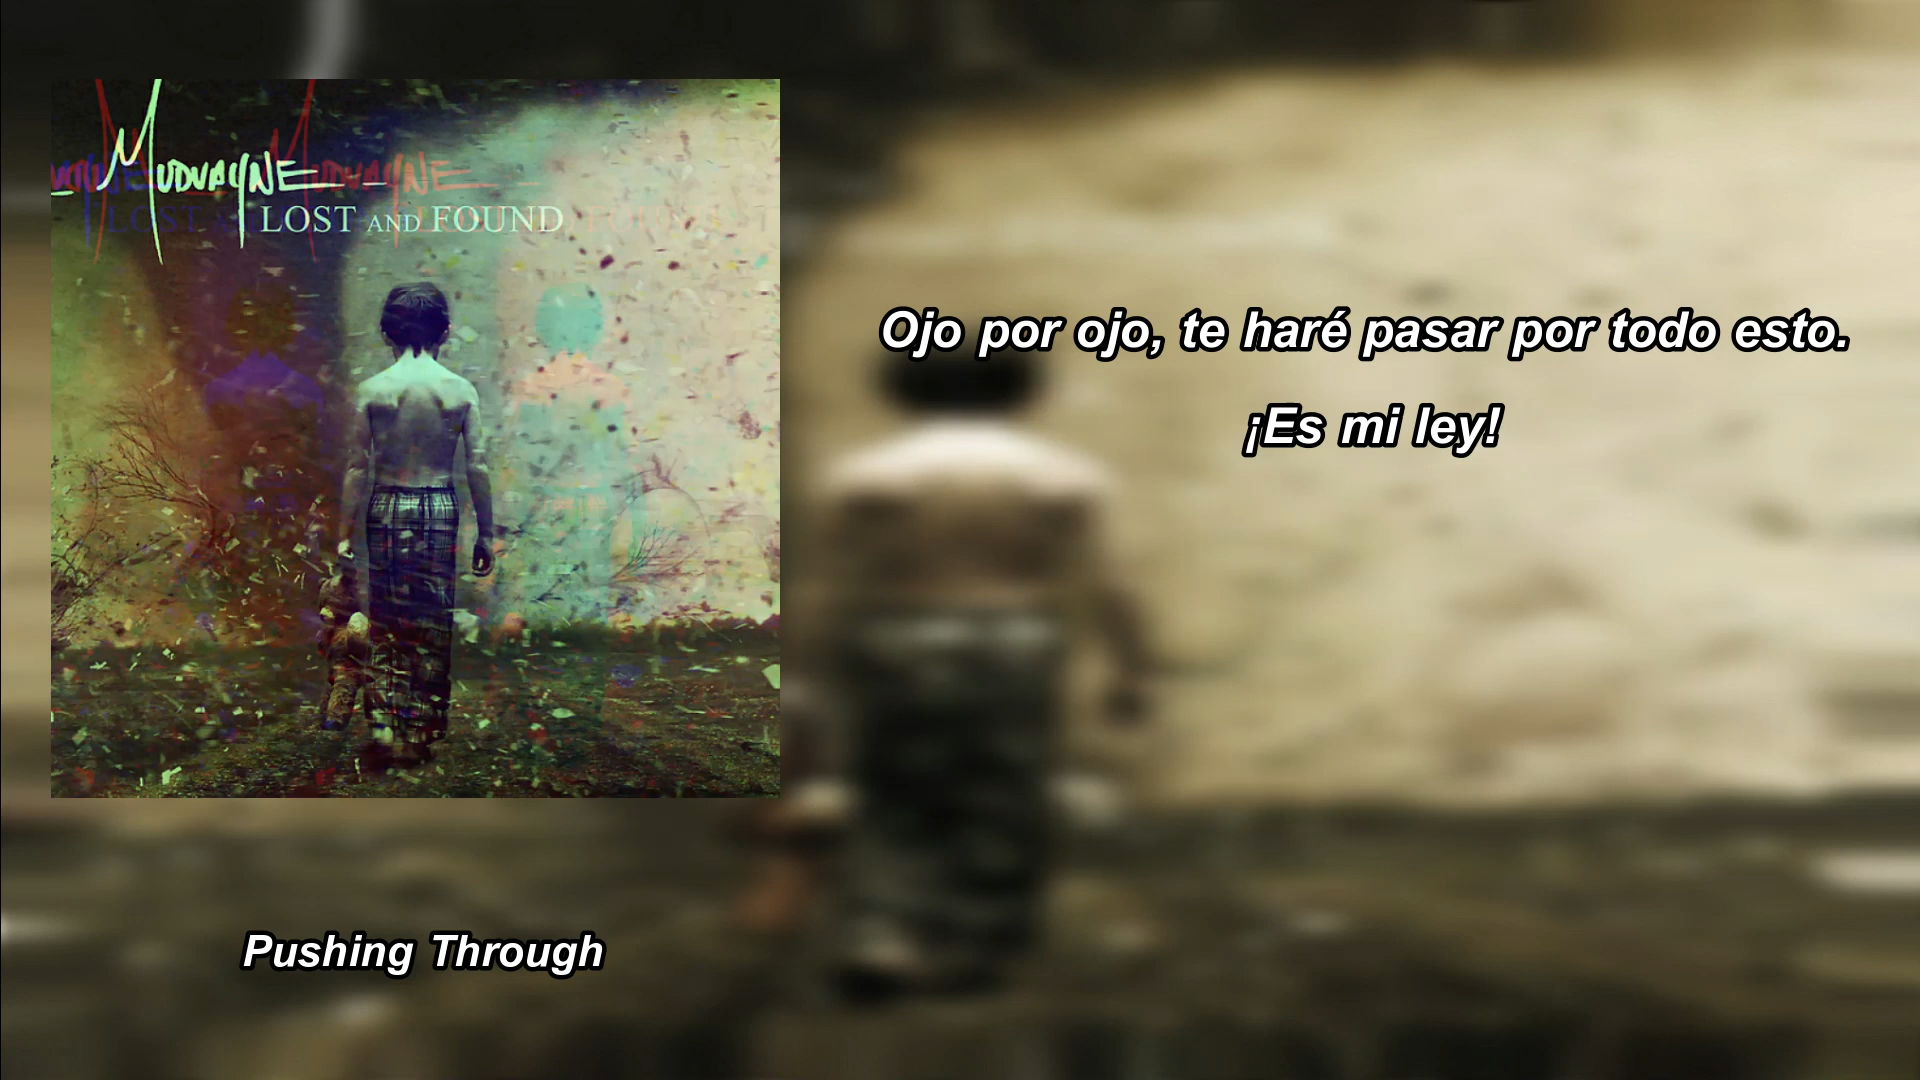 MUDVAYNE
LOST AND FOUND
Ojo por ojo, te haré pasar por todo esto.
¡Es mi ley!
Pushing Through